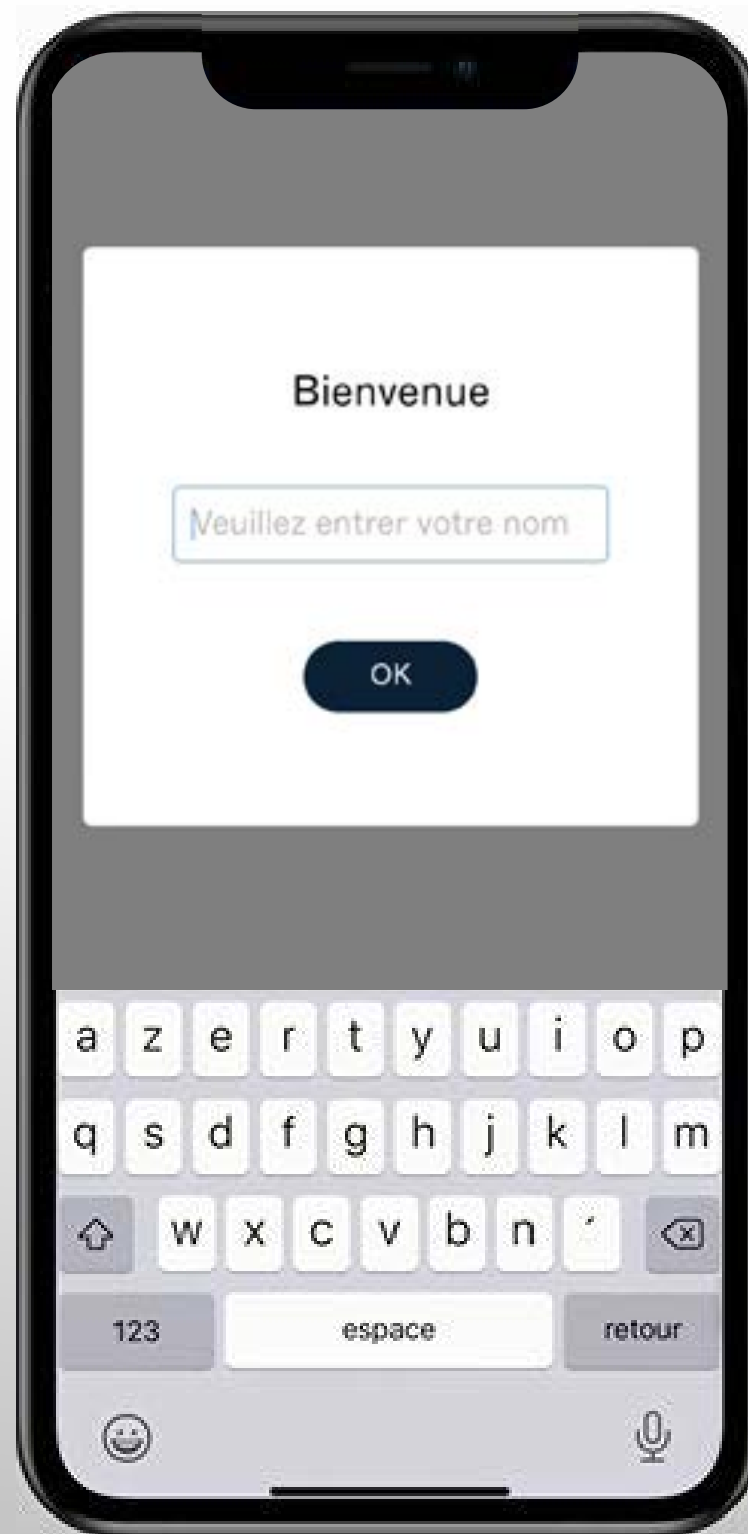 Bienvenue
Veuillez entrer votre nom
OK
a z e r t y u i o p
q s d f g h j k l m
w x c v b n ´
123 espace retour